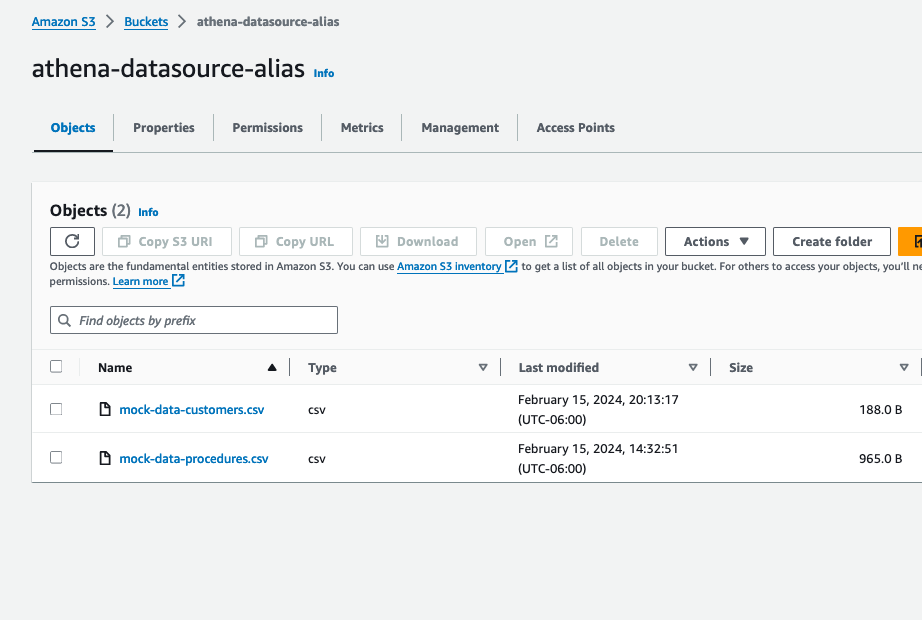 Amazon S3 > Buckets > athena-datasource-alias
athena-datasource-alias Info
Objects Properties Permissions Metrics Management Access Points
Objects (2) Info
Copy S3 URI Copy URL Download Open Delete Actions Create folder
Objects are the fundamental entities stored in Amazon S3. You can use Amazon S3 inventory to get a list of all objects in your bucket. For others to access your objects, you'll
permissions. Learn more
Find objects by prefix
Name Type Last modified Size
mock-data-customers.csv csv February 15, 2024, 20:13:17 188.0 B
(UTC-06:00)
mock-data-procedures.csv csv February 15, 2024, 14:32:51 965.0 B
(UTC-06:00)